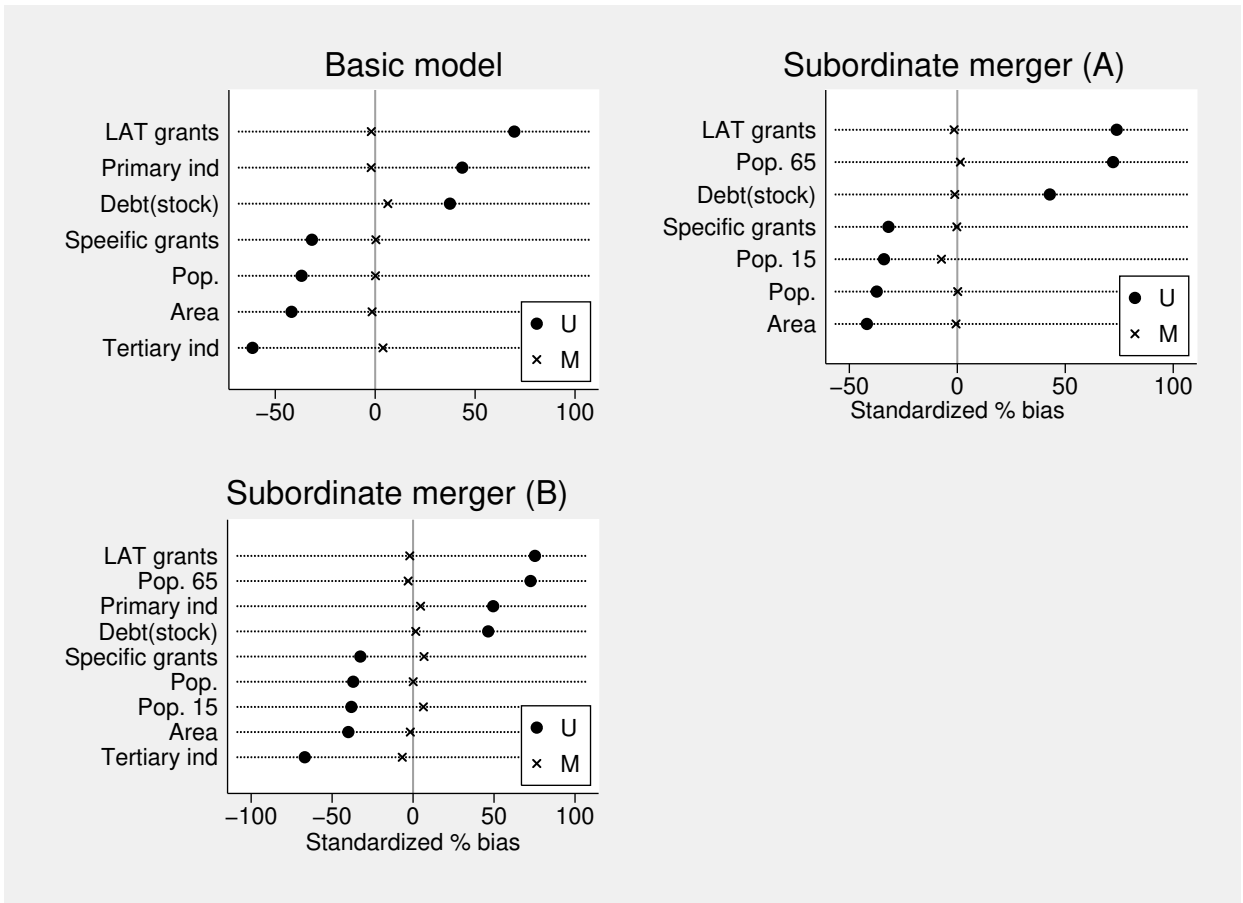 Basic model
LAT grants
Primary ind
Debt(stock)
Speeific grants
Pop.
Area
Tertiary ind
U
M
−50 0 50 100
Subordinate merger (A)
LAT grants
Pop. 65
Debt(stock)
Specific grants
Pop. 15
Pop.
Area
U
M
−50 0 50 100
Standardized % bias
Subordinate merger (B)
LAT grants
Pop. 65
Primary ind
Debt(stock)
Specific grants
Pop.
Pop. 15
Area
Tertiary ind
U
M
−100 −50 0 50 100
Standardized % bias